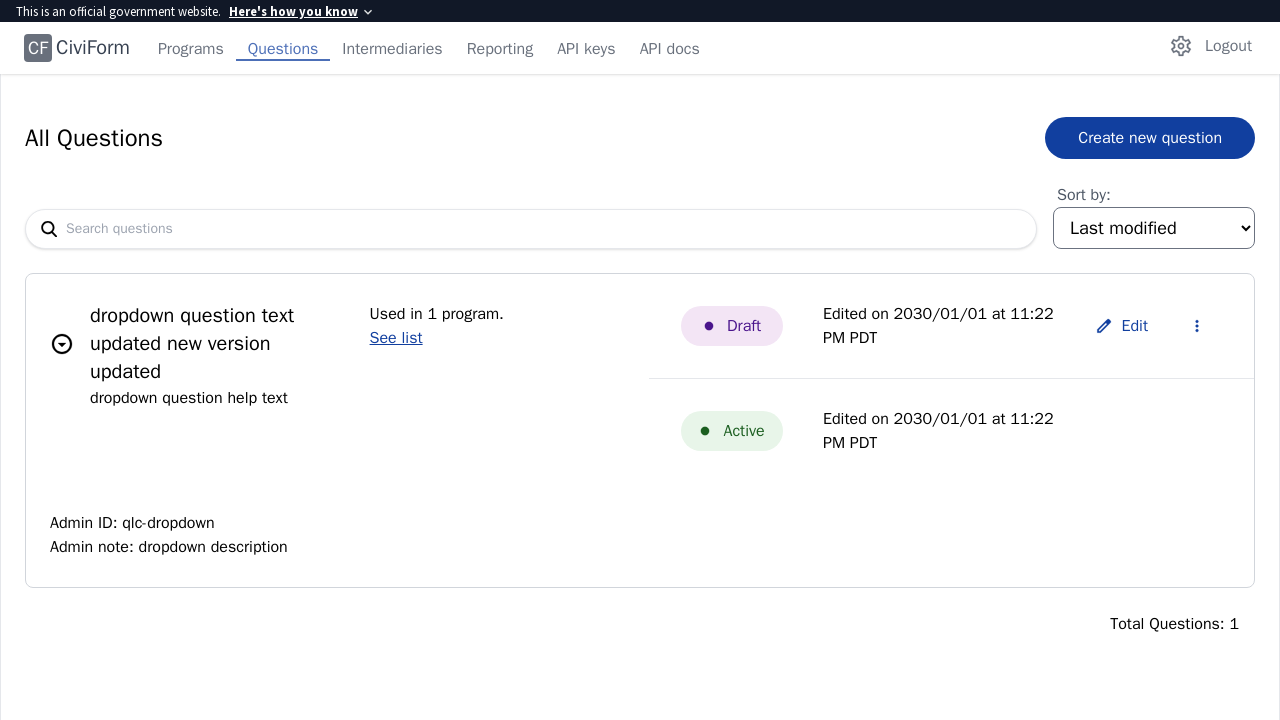 This is an official government website. Here's how you know
CF CiviForm Programs Questions Intermediaries Reporting API keys API docs Logout
All Questions
Create new question
Sort by:
Search questions
Last modified
dropdown question text
updated new version
updated
dropdown question help text
Used in 1 program.
See list
Draft
Edited on 2030/01/01 at 11:22
PM PDT
Edit
Active
Edited on 2030/01/01 at 11:22
PM PDT
Admin ID: qlc-dropdown
Admin note: dropdown description
Total Questions: 1